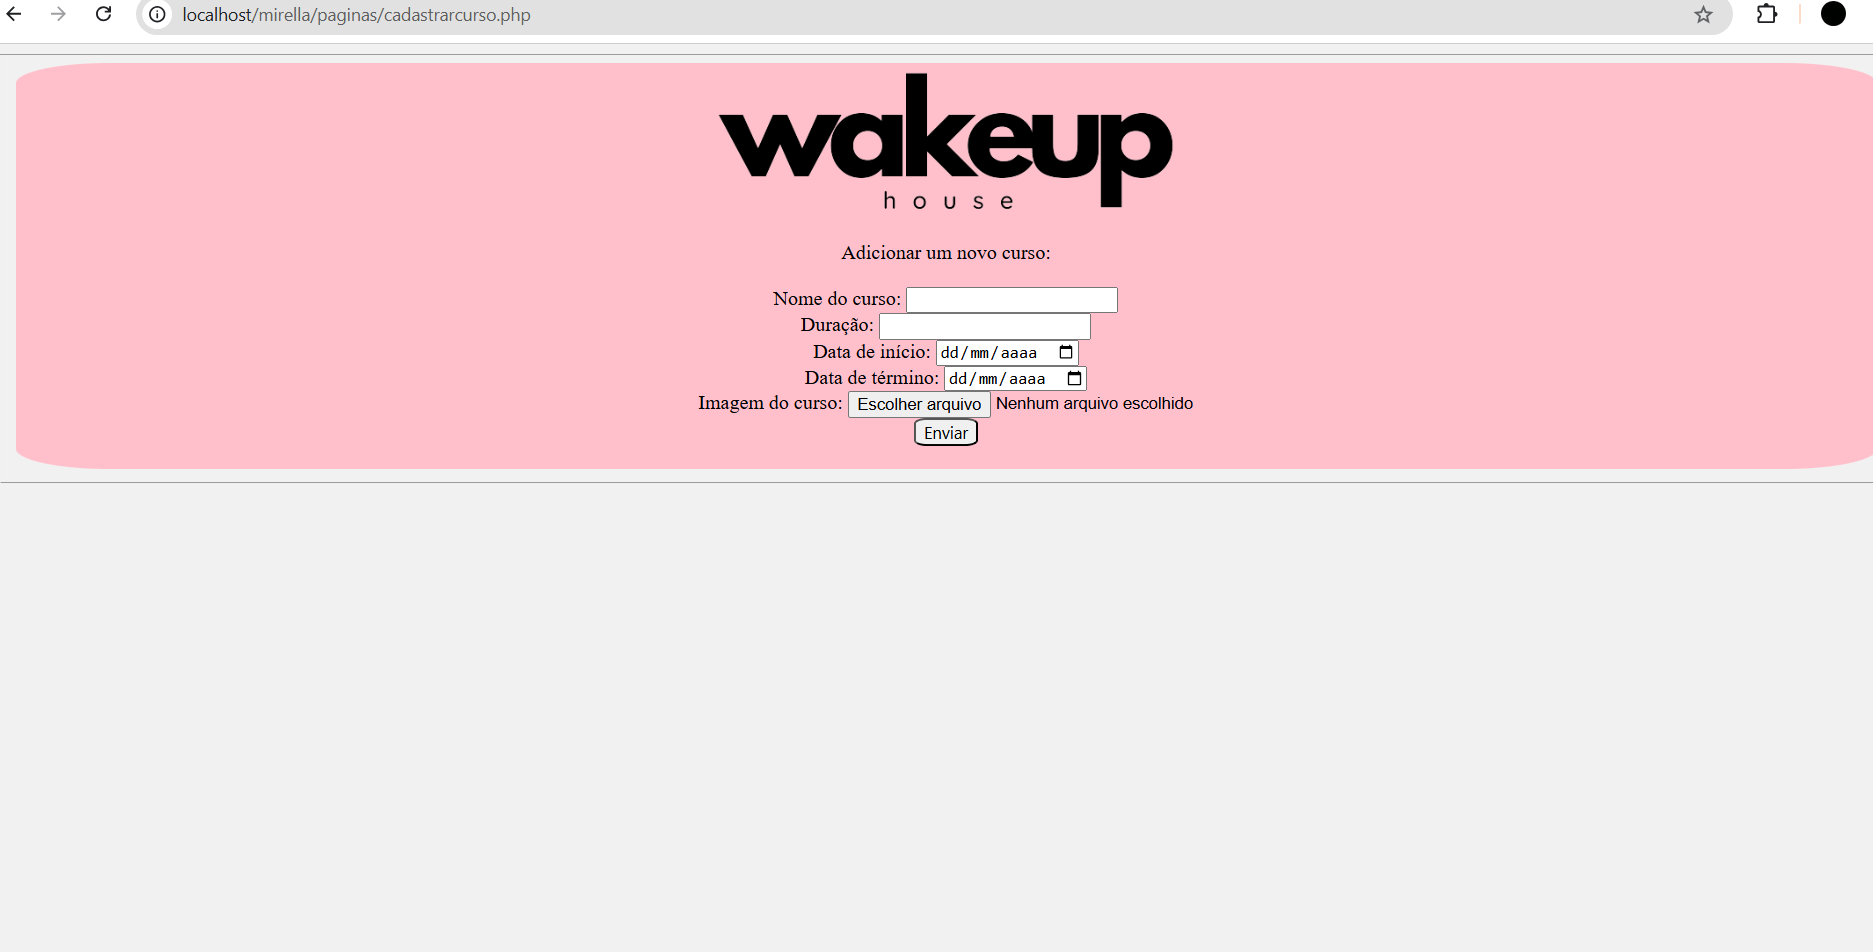 localhost/mirella/paginas/cadastrarcurso.php
wakeup
house
Adicionar um novo curso:
Nome do curso:
Duração:
Data de início: dd/mm/aaaa
Data de término: dd/mm/aaaa
Imagem do curso: Escolher arquivo Nenhum arquivo escolhido
Enviar